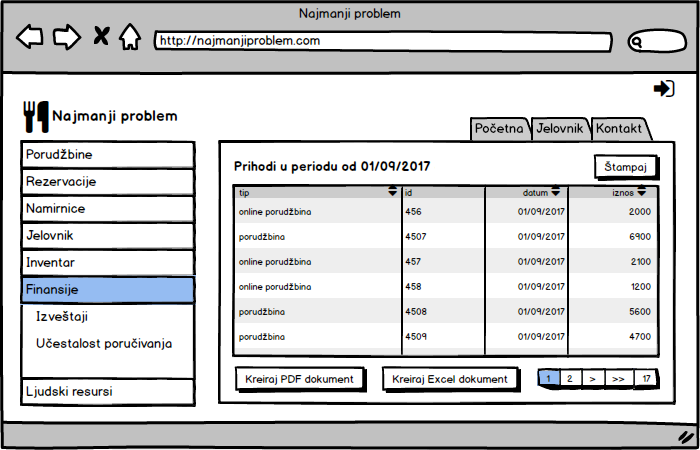 Najmanji problem
http://najmanjiproblem.com
Najmanji problem
Početna Jelovnik Kontakt
Porudžbine
Rezervacije
Namirnice
Jelovnik
Inventar
Finansije
Izveštaji
Učestalost poručivanja
Ljudski resursi
Prihodi u periodu od 01/09/2017
Štampaj
tip id datum iznos
online porudžbina 456 01/09/2017 2000
porudžbina 4507 01/09/2017 6900
online porudžbina 457 01/09/2017 2100
online porudžbina 458 01/09/2017 1200
porudžbina 4508 01/09/2017 5600
porudžbina 4509 01/09/2017 4700
Kreiraj PDF dokument Kreiraj Excel dokument 1 2 > >> 17